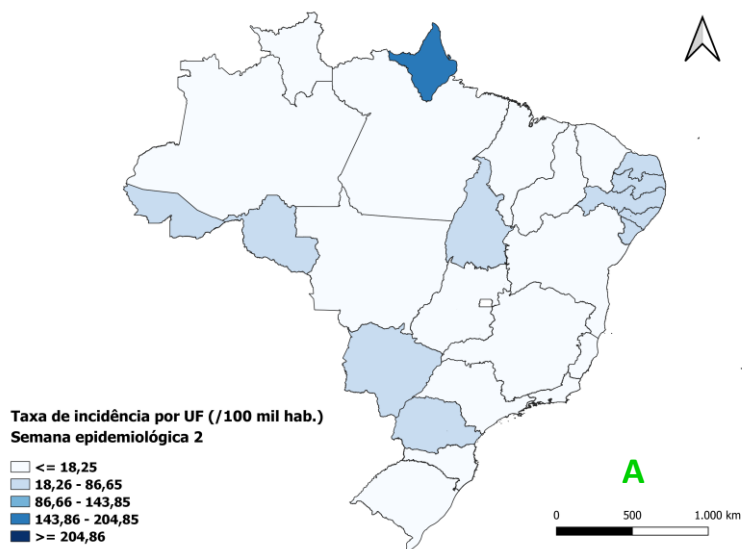 Taxa de incidência por UF (/100 mil hab.)
Semana epidemiológica 2
<= 18,25
18,26 - 86,65
86,66 - 143,85
143,86 - 204,85
>= 204,86
A
0 500 1.000 km